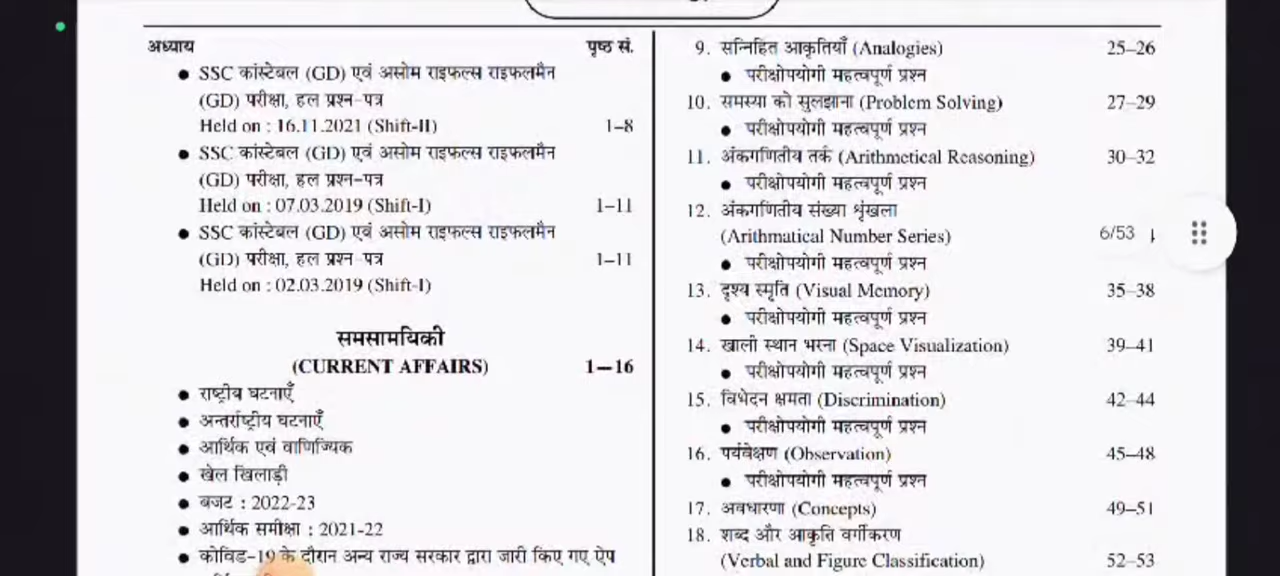 अध्याय पृष्ठ सं.
● SSC कांस्टेबल (GD) एवं असोम राइफल्स राइफलमैन
(GD) परीक्षा, हल प्रश्न-पत्र
Held on : 16.11.2021 (Shift-II) 1–8
● SSC कांस्टेबल (GD) एवं असोम राइफल्स राइफलमैन
(GD) परीक्षा, हल प्रश्न-पत्र
Held on : 07.03.2019 (Shift-I) 1–11
● SSC कांस्टेबल (GD) एवं असोम राइफल्स राइफलमैन
(GD) परीक्षा, हल प्रश्न-पत्र 1–11
Held on : 02.03.2019 (Shift-I)
समसामयिकी
(CURRENT AFFAIRS) 1–16
● राष्ट्रीय घटनाएँ
● अन्तर्राष्ट्रीय घटनाएँ
● आर्थिक एवं वाणिज्यिक
● खेल खिलाड़ी
● बजट : 2022-23
● आर्थिक समीक्षा : 2021-22
● कोविड-19 के दौरान अन्य राज्य सरकार द्वारा जारी किए गए ऐप
9. सन्निहित आकृतियाँ (Analogies) 25–26
● परीक्षोपयोगी महत्वपूर्ण प्रश्न
10. समस्या को सुलझाना (Problem Solving) 27–29
● परीक्षोपयोगी महत्वपूर्ण प्रश्न
11. अंकगणितीय तर्क (Arithmetical Reasoning) 30–32
● परीक्षोपयोगी महत्वपूर्ण प्रश्न
12. अंकगणितीय संख्या श्रृंखला
(Arithmatical Number Series) 6/53
● परीक्षोपयोगी महत्वपूर्ण प्रश्न
13. दृश्य स्मृति (Visual Memory) 35–38
● परीक्षोपयोगी महत्वपूर्ण प्रश्न
14. खाली स्थान भरना (Space Visualization) 39–41
● परीक्षोपयोगी महत्वपूर्ण प्रश्न
15. विभेदन क्षमता (Discrimination) 42–44
● परीक्षोपयोगी महत्वपूर्ण प्रश्न
16. पर्यवेक्षण (Observation) 45–48
● परीक्षोपयोगी महत्वपूर्ण प्रश्न
17. अवधारणा (Concepts) 49–51
18. शब्द और आकृति वर्गीकरण
(Verbal and Figure Classification) 52–53